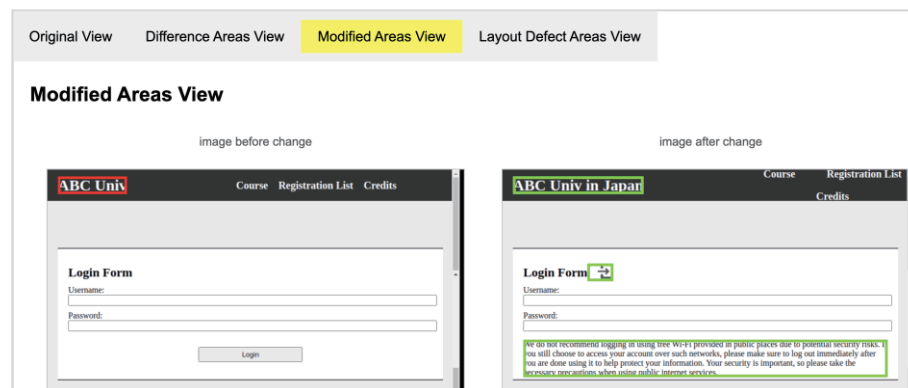 Original View Difference Areas View Modified Areas View Layout Defect Areas View
Modified Areas View
image before change
ABC Univ Course Registration List Credits
Login Form
Username:
Password:
Login
image after change
ABC Univ in Japan Course Registration List
Credits
Login Form
Username:
Password:
We do not recommend logging in using free Wi-Fi provided in public places due to potential security risks.
you still choose to access your account over such networks, please make sure to log out immediately after
you are done using it to help protect your information. Your security is important, so please take the
necessary precautions when using public internet services.